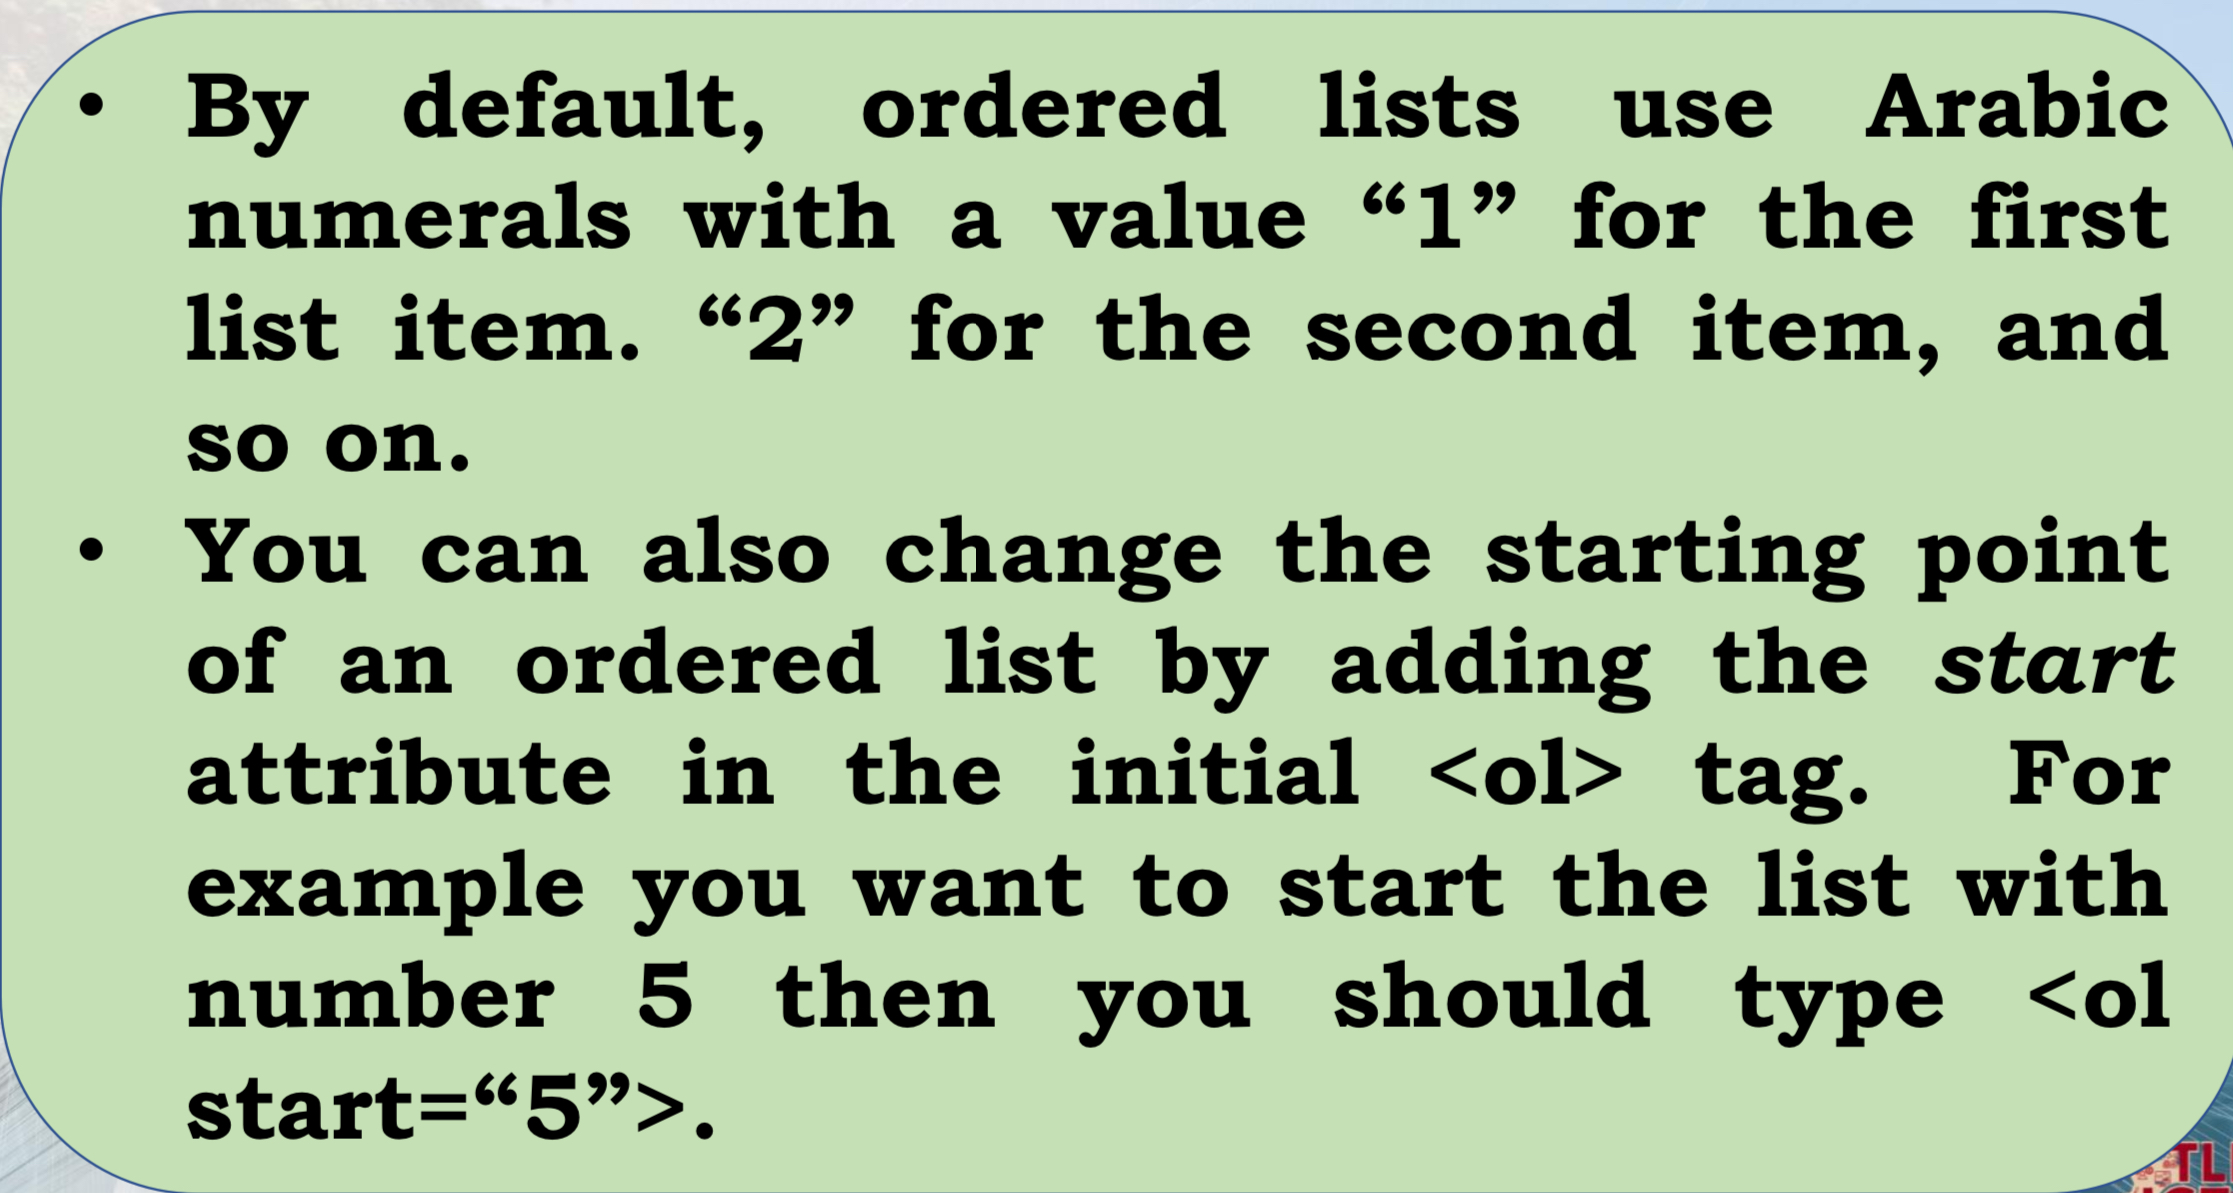 • By default, ordered lists use Arabic
numerals with a value “1” for the first
list item. “2” for the second item, and
so on.
• You can also change the starting point
of an ordered list by adding the start
attribute in the initial <ol> tag. For
example you want to start the list with
number 5 then you should type <ol
start=“5”>.